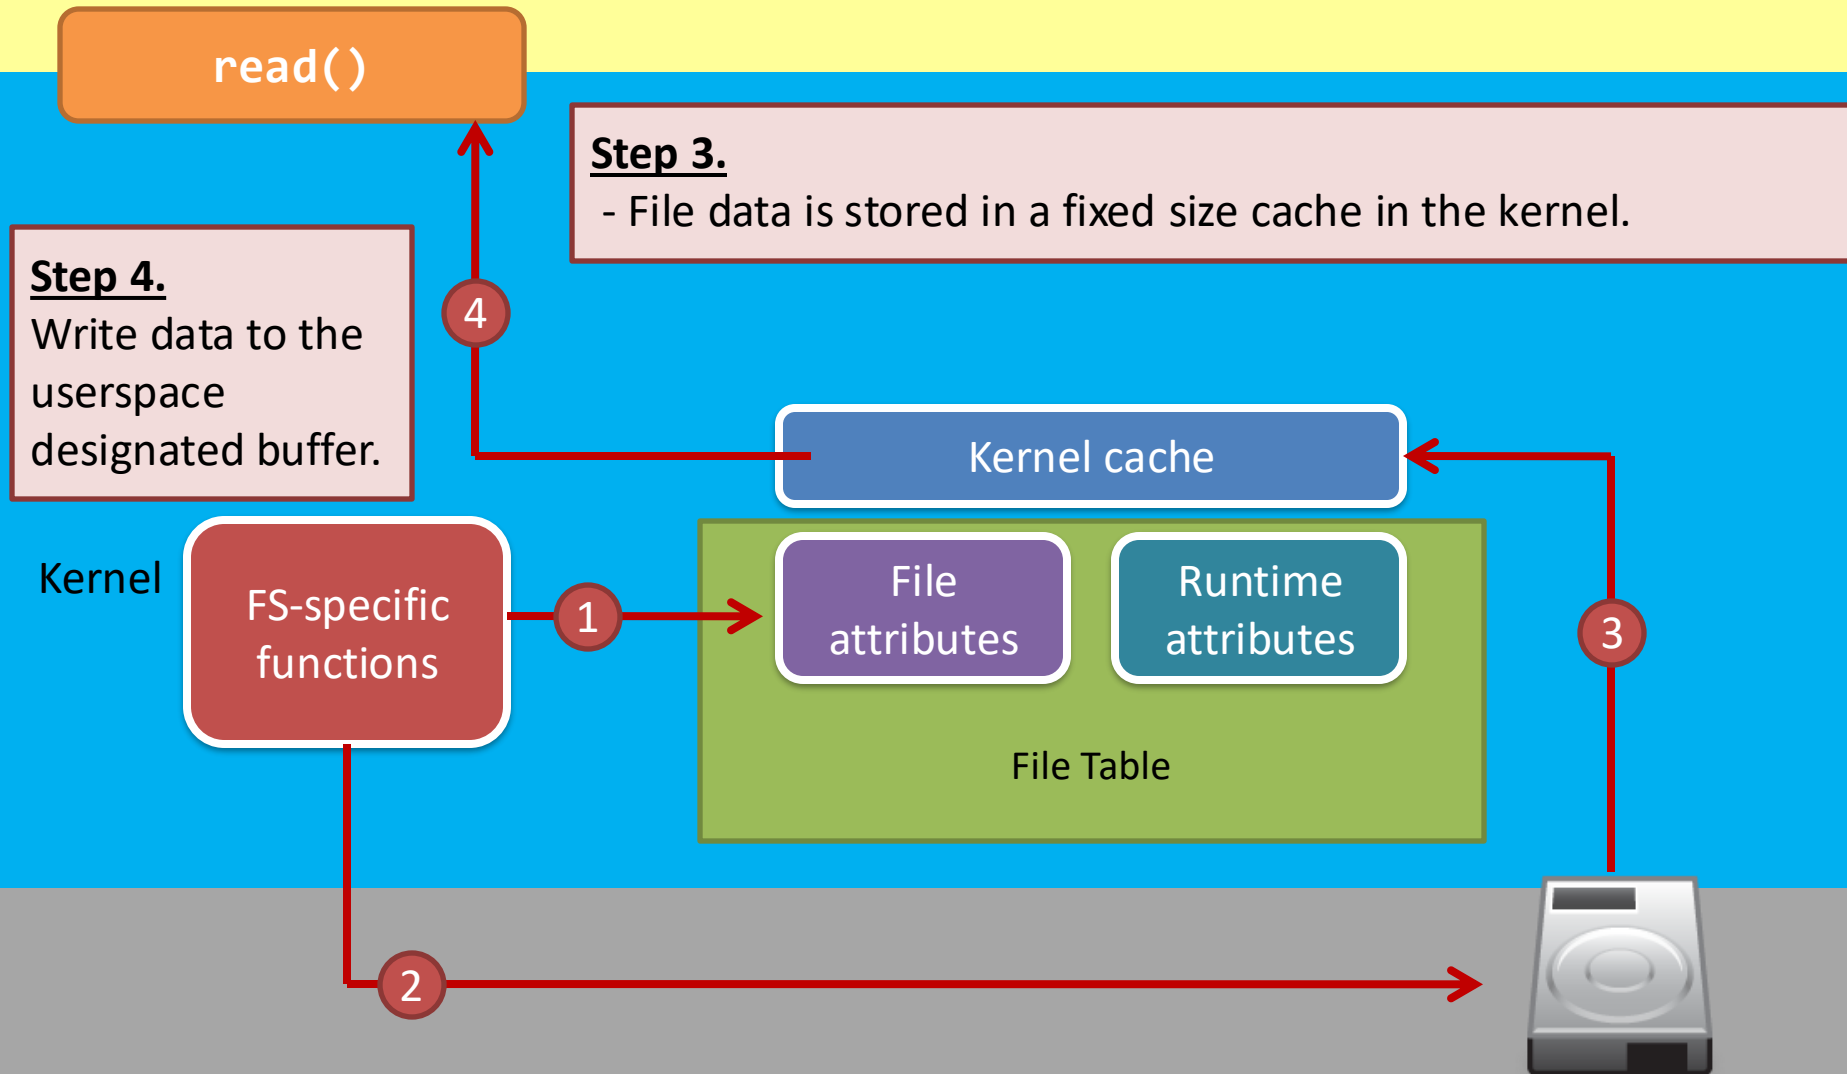 read()
Step 3.
- File data is stored in a fixed size cache in the kernel.
Step 4.
Write data to the
userspace
designated buffer.
4
Kernel cache
Kernel
FS-specific
functions
1
File
attributes
Runtime
attributes
3
File Table
2